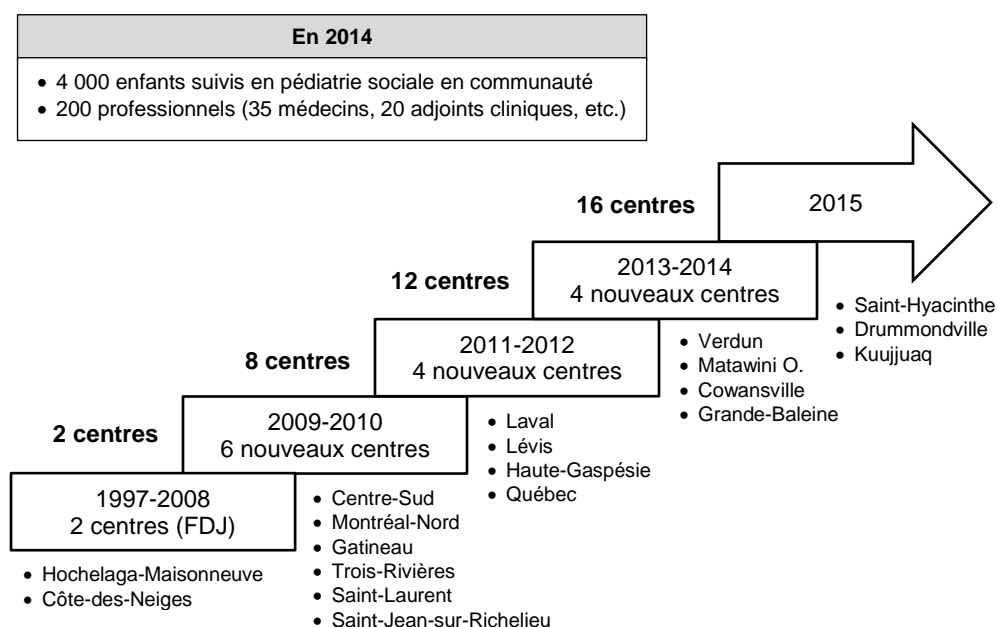 En 2014
• 4 000 enfants suivis en pédiatrie sociale en communauté
• 200 professionnels (35 médecins, 20 adjoints cliniques, etc.)
16 centres
2015
12 centres
2013-2014
4 nouveaux centres
• Saint-Hyacinthe
• Drummondville
• Kuujjuaq
8 centres
2011-2012
4 nouveaux centres
• Verdun
• Matawini O.
• Cowansville
• Grande-Baleine
2 centres
2009-2010
6 nouveaux centres
• Laval
• Lévis
• Haute-Gaspésie
• Québec
1997-2008
2 centres (FDJ)
• Centre-Sud
• Montréal-Nord
• Gatineau
• Trois-Rivières
• Saint-Laurent
• Saint-Jean-sur-Richelieu
• Hochelaga-Maisonneuve
• Côte-des-Neiges